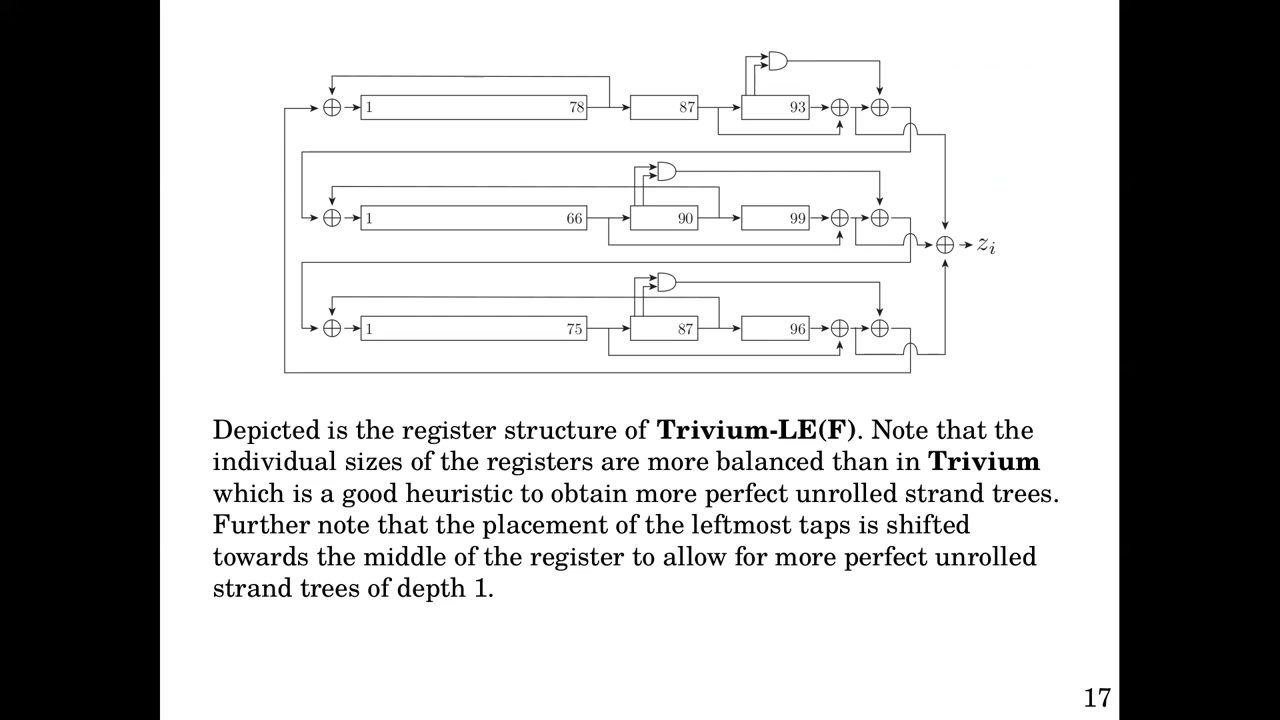 1 78 87 93
1 66 90 99
z_i
1 75 87 96
Depicted is the register structure of Trivium-LE(F). Note that the
individual sizes of the registers are more balanced than in Trivium
which is a good heuristic to obtain more perfect unrolled strand trees.
Further note that the placement of the leftmost taps is shifted
towards the middle of the register to allow for more perfect unrolled
strand trees of depth 1.
17